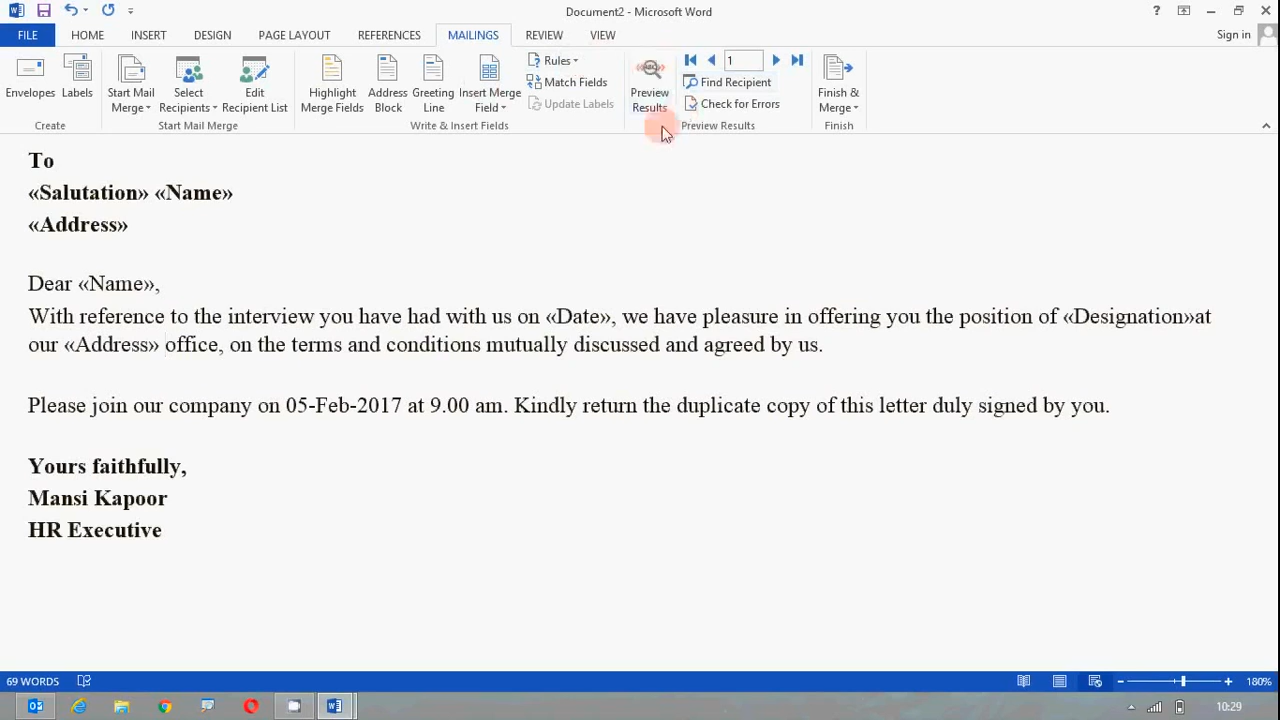 Document2 - Microsoft Word
?
FILE HOME INSERT DESIGN PAGE LAYOUT REFERENCES MAILINGS REVIEW VIEW Sign in
Envelopes
Labels
Create
Start Mail
Merge
Select
Recipients
Edit
Recipient List
Start Mail Merge
Highlight
Merge Fields
Address
Block
Greeting
Line
Insert Merge
Field
Rules
Match Fields
Update Labels
Write & Insert Fields
ABC
Preview
Results
1
Find Recipient
Check for Errors
Preview Results
Finish &
Merge
Finish
To
«Salutation» «Name»
«Address»
Dear «Name»,
With reference to the interview you have had with us on «Date», we have pleasure in offering you the position of «Designation»at
our «Address» office, on the terms and conditions mutually discussed and agreed by us.
Please join our company on 05-Feb-2017 at 9.00 am. Kindly return the duplicate copy of this letter duly signed by you.
Yours faithfully,
Mansi Kapoor
HR Executive
69 WORDS
180%
10:29